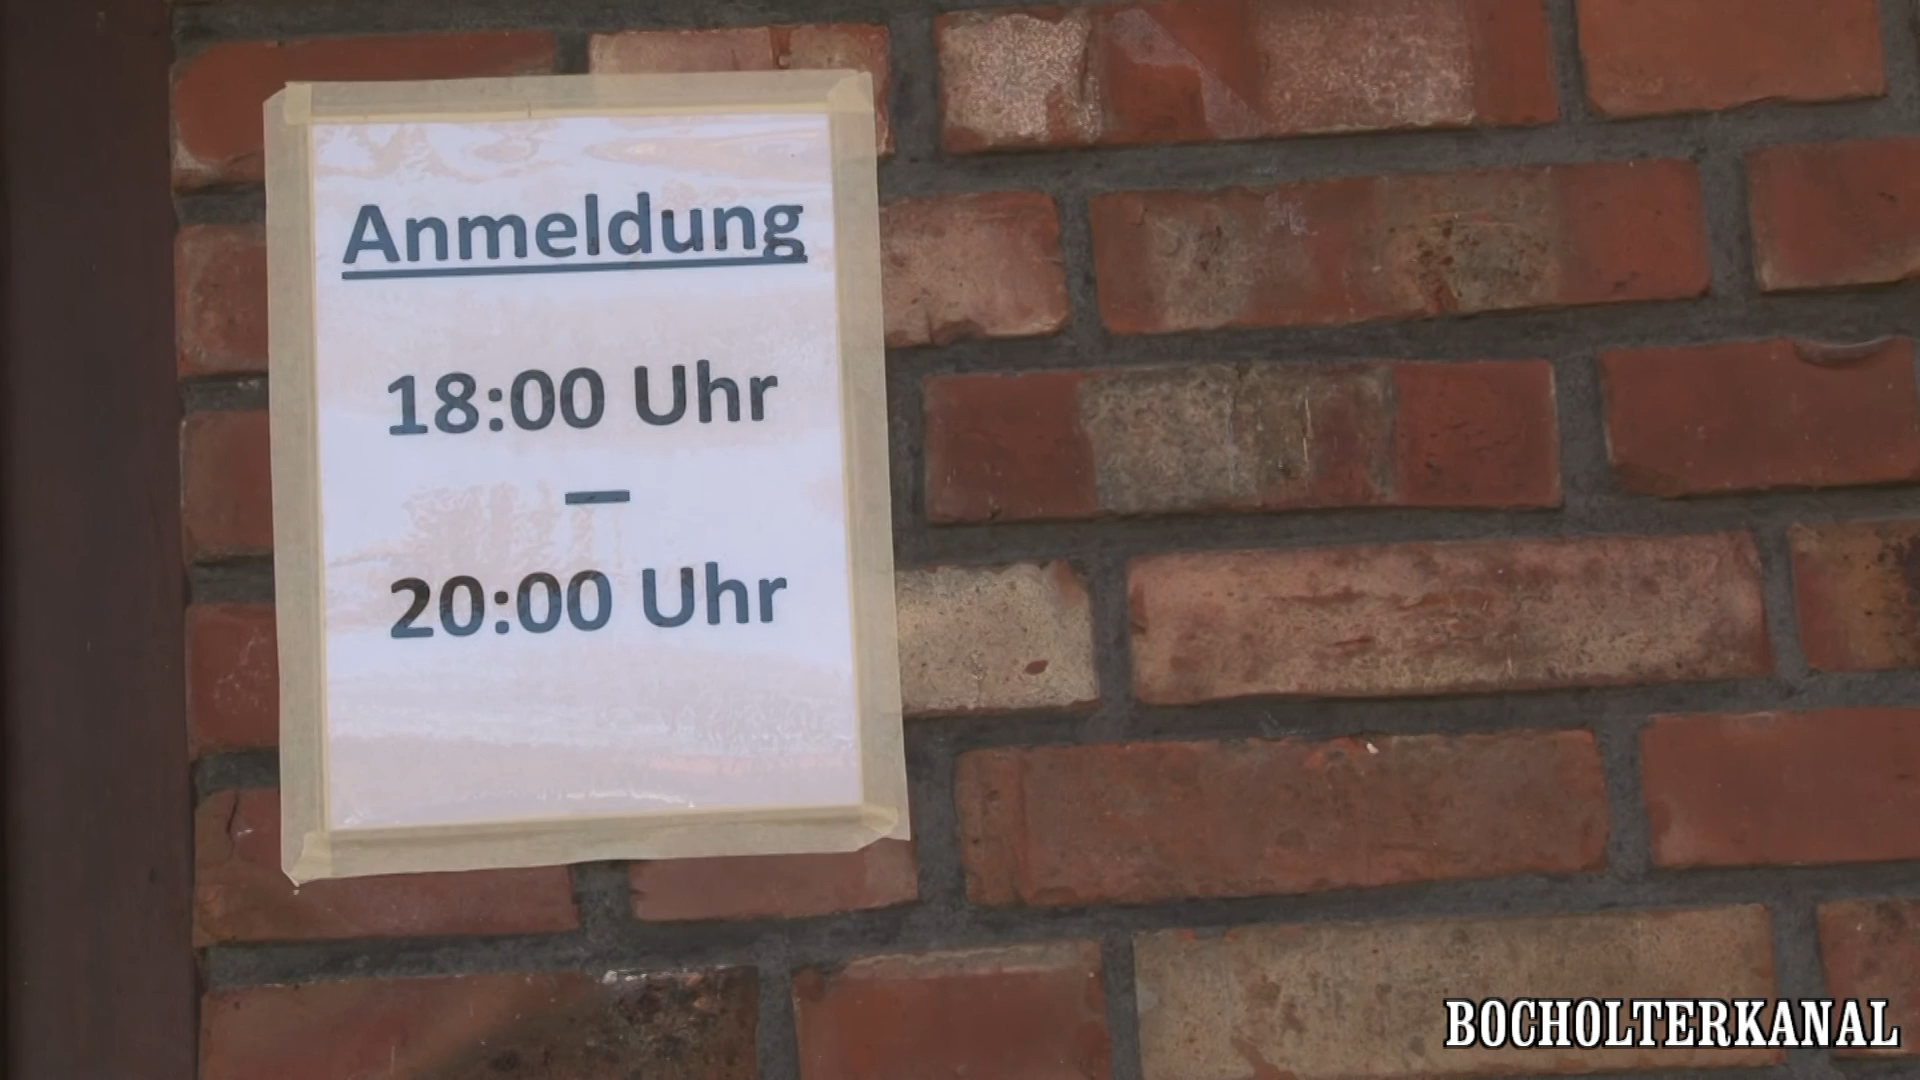 Anmeldung
18:00 Uhr
–
20:00 Uhr
BOCHOLTERKANAL